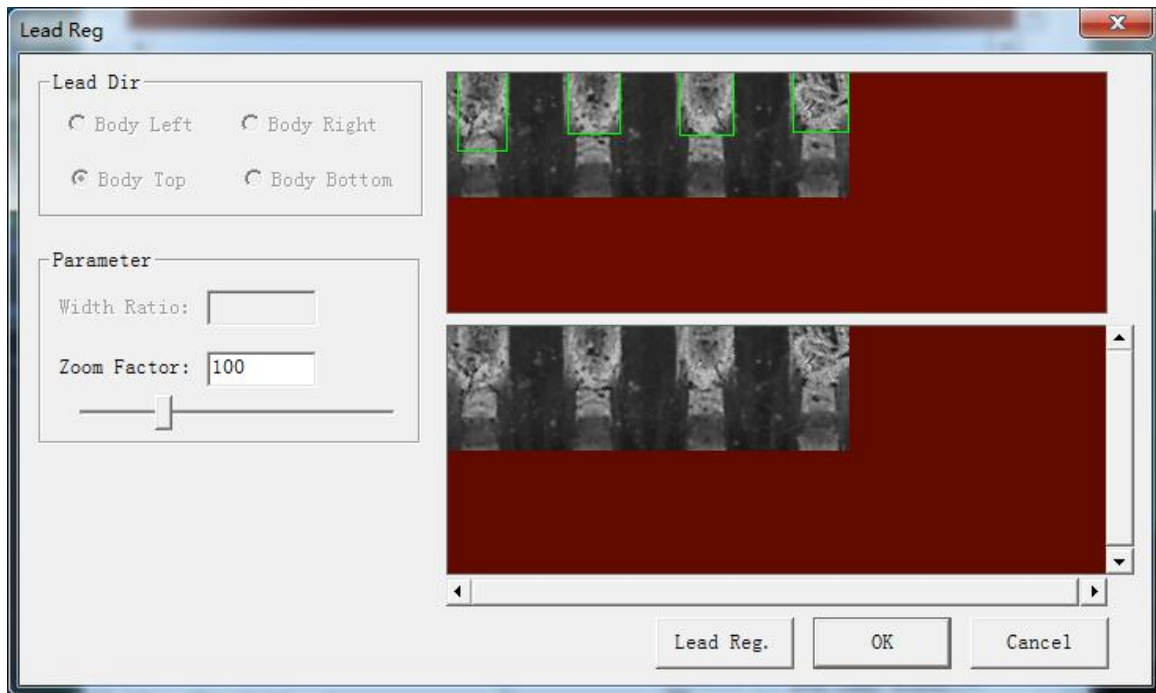 Lead Reg
Lead Dir
Body Left
Body Right
Body Top
Body Bottom
Parameter
Width Ratio:
Zoom Factor: 100
Lead Reg.
OK
Cancel